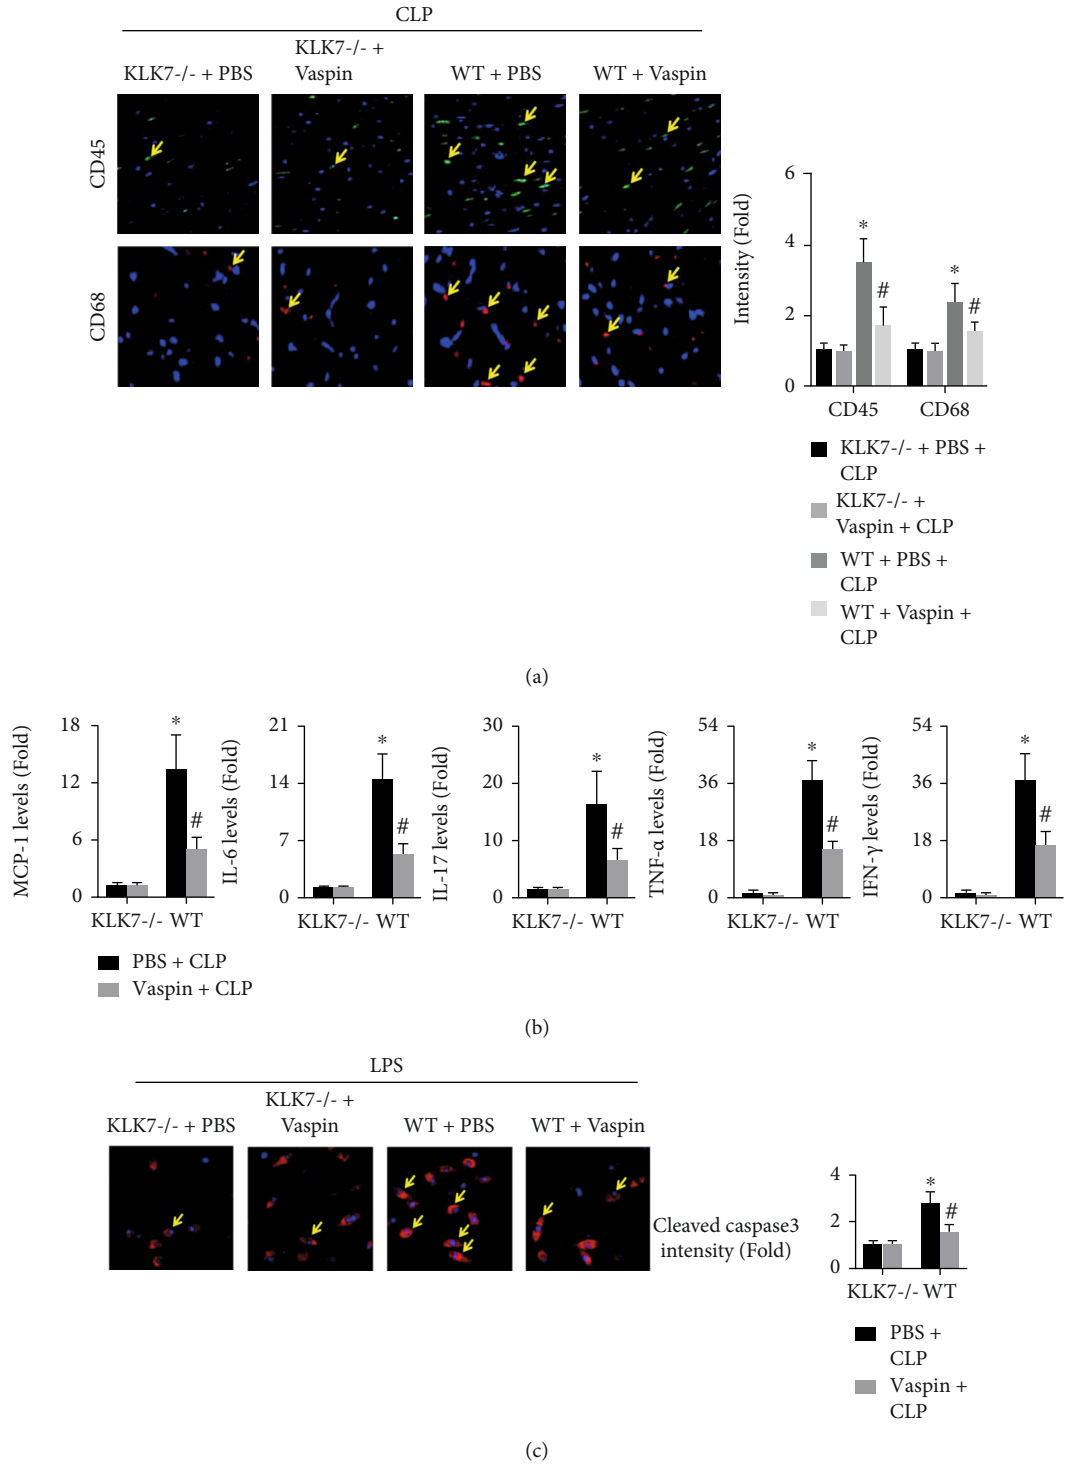 CLP
KLK7-/- + PBS
KLK7-/- +
Vaspin
WT + PBS
WT + Vaspin
CD45
CD68
Intensity (Fold)
6
4
2
0
*
#
*
#
CD45
CD68
KLK7-/- + PBS +
CLP
KLK7-/- +
Vaspin + CLP
WT + PBS +
CLP
WT + Vaspin +
CLP
(a)
MCP-1 levels (Fold)
18
12
6
0
*
#
KLK7-/- WT
IL-6 levels (Fold)
21
14
7
0
*
#
KLK7-/- WT
IL-17 levels (Fold)
30
20
10
0
*
#
KLK7-/- WT
TNF-α levels (Fold)
54
36
18
0
*
#
KLK7-/- WT
IFN-γ levels (Fold)
54
36
18
0
*
#
KLK7-/- WT
PBS + CLP
Vaspin + CLP
(b)
LPS
KLK7-/- + PBS
KLK7-/- +
Vaspin
WT + PBS
WT + Vaspin
Cleaved caspase3
intensity (Fold)
4
2
0
*
#
KLK7-/- WT
PBS +
CLP
Vaspin +
CLP
(c)